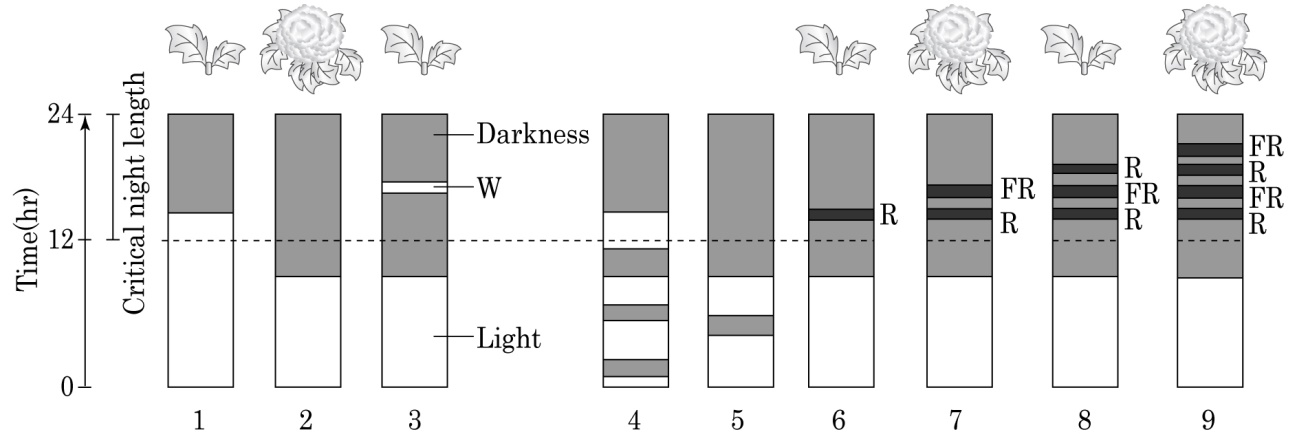 24
12
0
Time(hr)
Critical night length
Darkness
W
Light
R
FR
R
R
FR
R
FR
R
FR
R
1 2 3 4 5 6 7 8 9